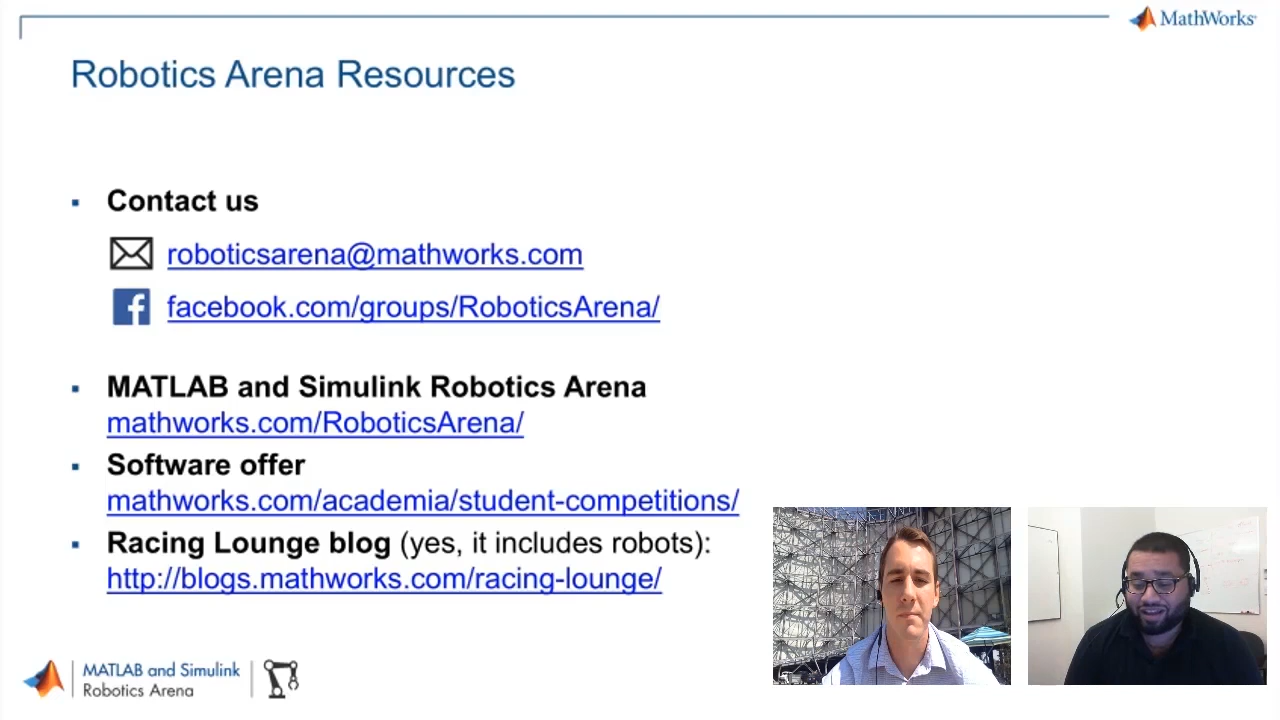 MathWorks
Robotics Arena Resources
Contact us
roboticsarena@mathworks.com
facebook.com/groups/RoboticsArena/
MATLAB and Simulink Robotics Arena
mathworks.com/RoboticsArena/
Software offer
mathworks.com/academia/student-competitions/
Racing Lounge blog (yes, it includes robots):
http://blogs.mathworks.com/racing-lounge/
MATLAB and Simulink
Robotics Arena